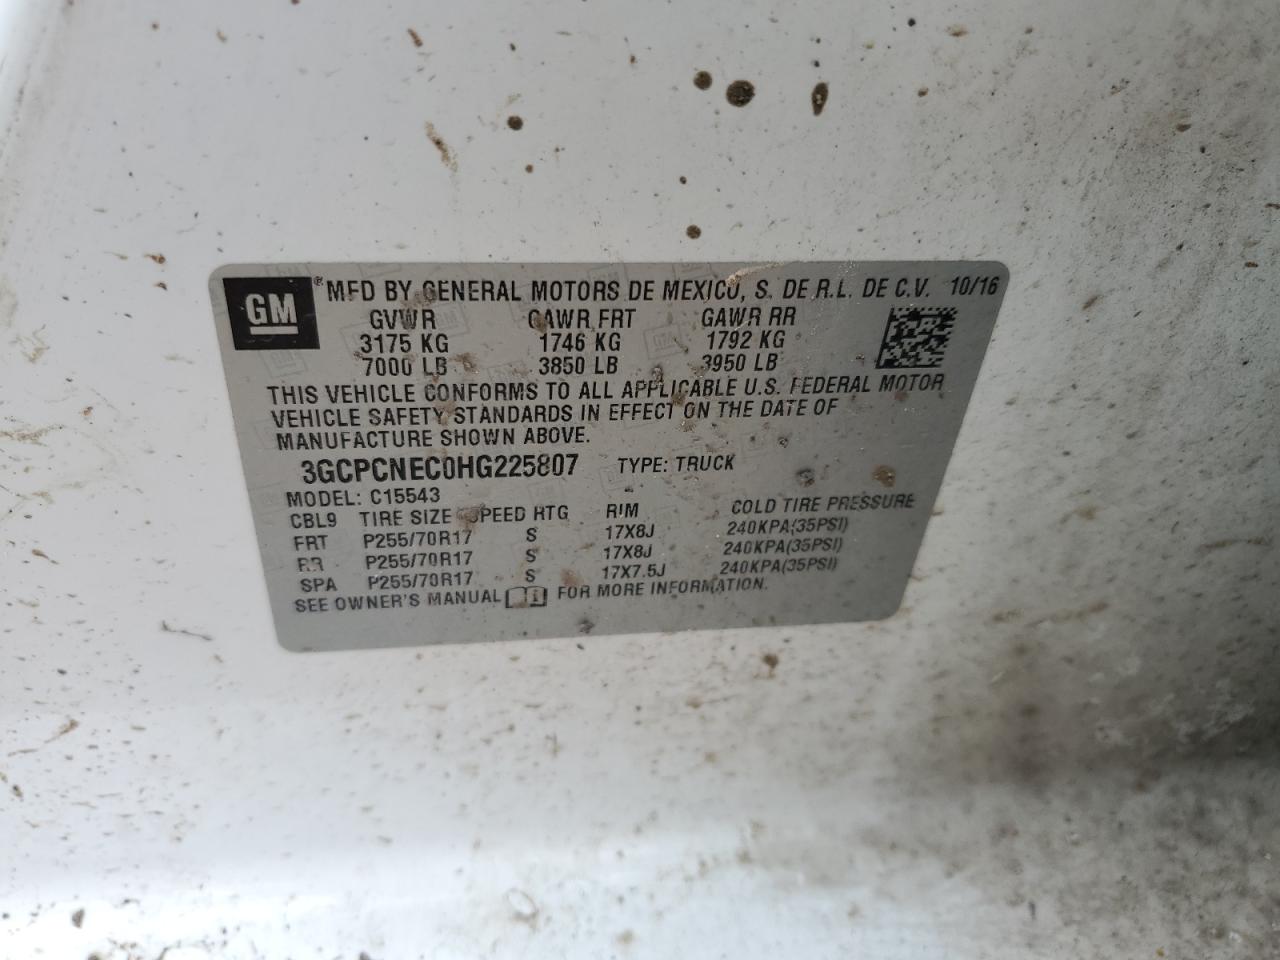 GM ® MFD BY GENERAL MOTORS DE MEXICO, S. DE R.L. DE C.V. 10/16
GVWR GAWR FRT GAWR RR
3175 KG 1746 KG 1792 KG
7000 LB 3850 LB 3950 LB
THIS VEHICLE CONFORMS TO ALL APPLICABLE U.S. FEDERAL MOTOR
VEHICLE SAFETY STANDARDS IN EFFECT ON THE DATE OF
MANUFACTURE SHOWN ABOVE.
3GCPCNEC0HG225807 TYPE: TRUCK
MODEL: C15543
CBL9 TIRE SIZE SPEED RTG RIM COLD TIRE PRESSURE
FRT P255/70R17 S 17X8J 240KPA(35PSI)
RR P255/70R17 S 17X8J 240KPA(35PSI)
SPA P255/70R17 S 17X7.5J 240KPA(35PSI)
SEE OWNER'S MANUAL FOR MORE INFORMATION.